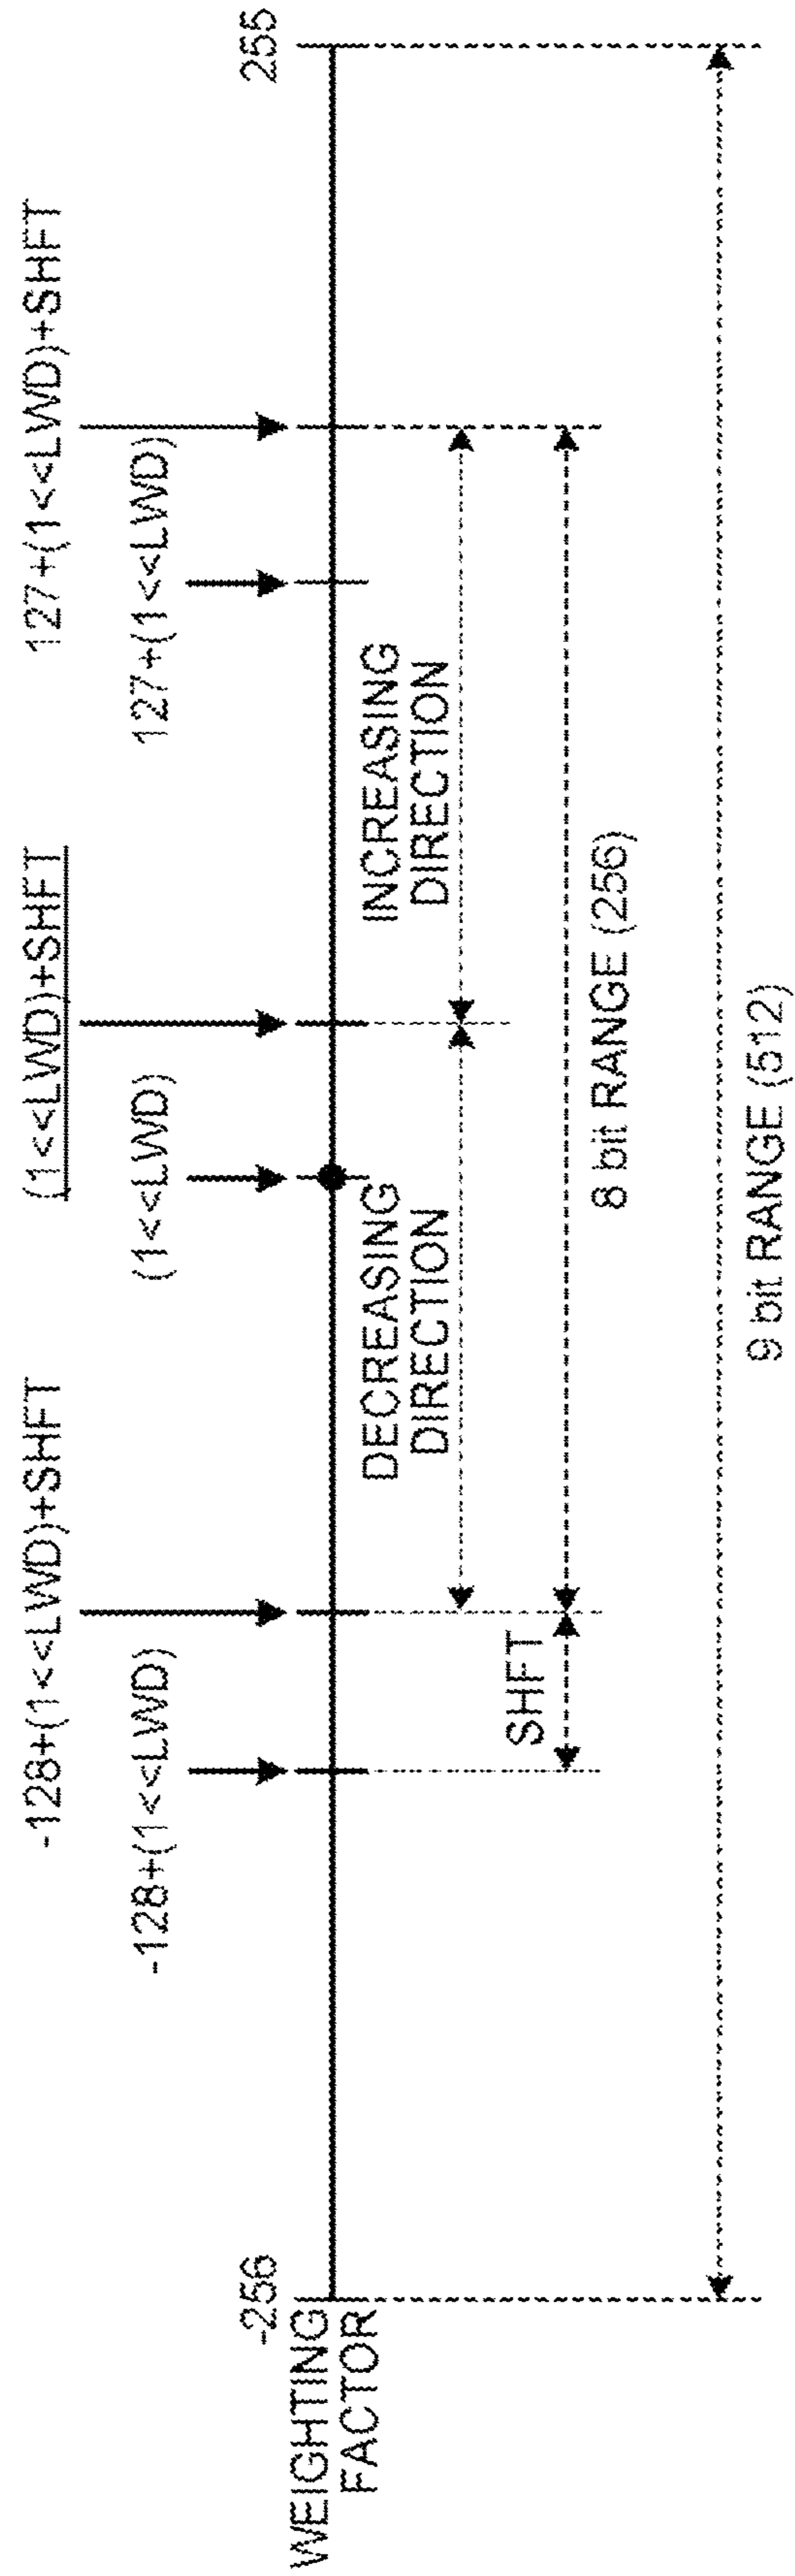 -128+(1<<LWD)+SHFT
(1<<LWD)+SHFT
127+(1<<LWD)+SHFT
-128+(1<<LWD)
(1<<LWD)
127+(1<<LWD)
-256
255
WEIGHTING
FACTOR
DECREASING
DIRECTION
INCREASING
DIRECTION
SHFT
8 bit RANGE (256)
9 bit RANGE (512)